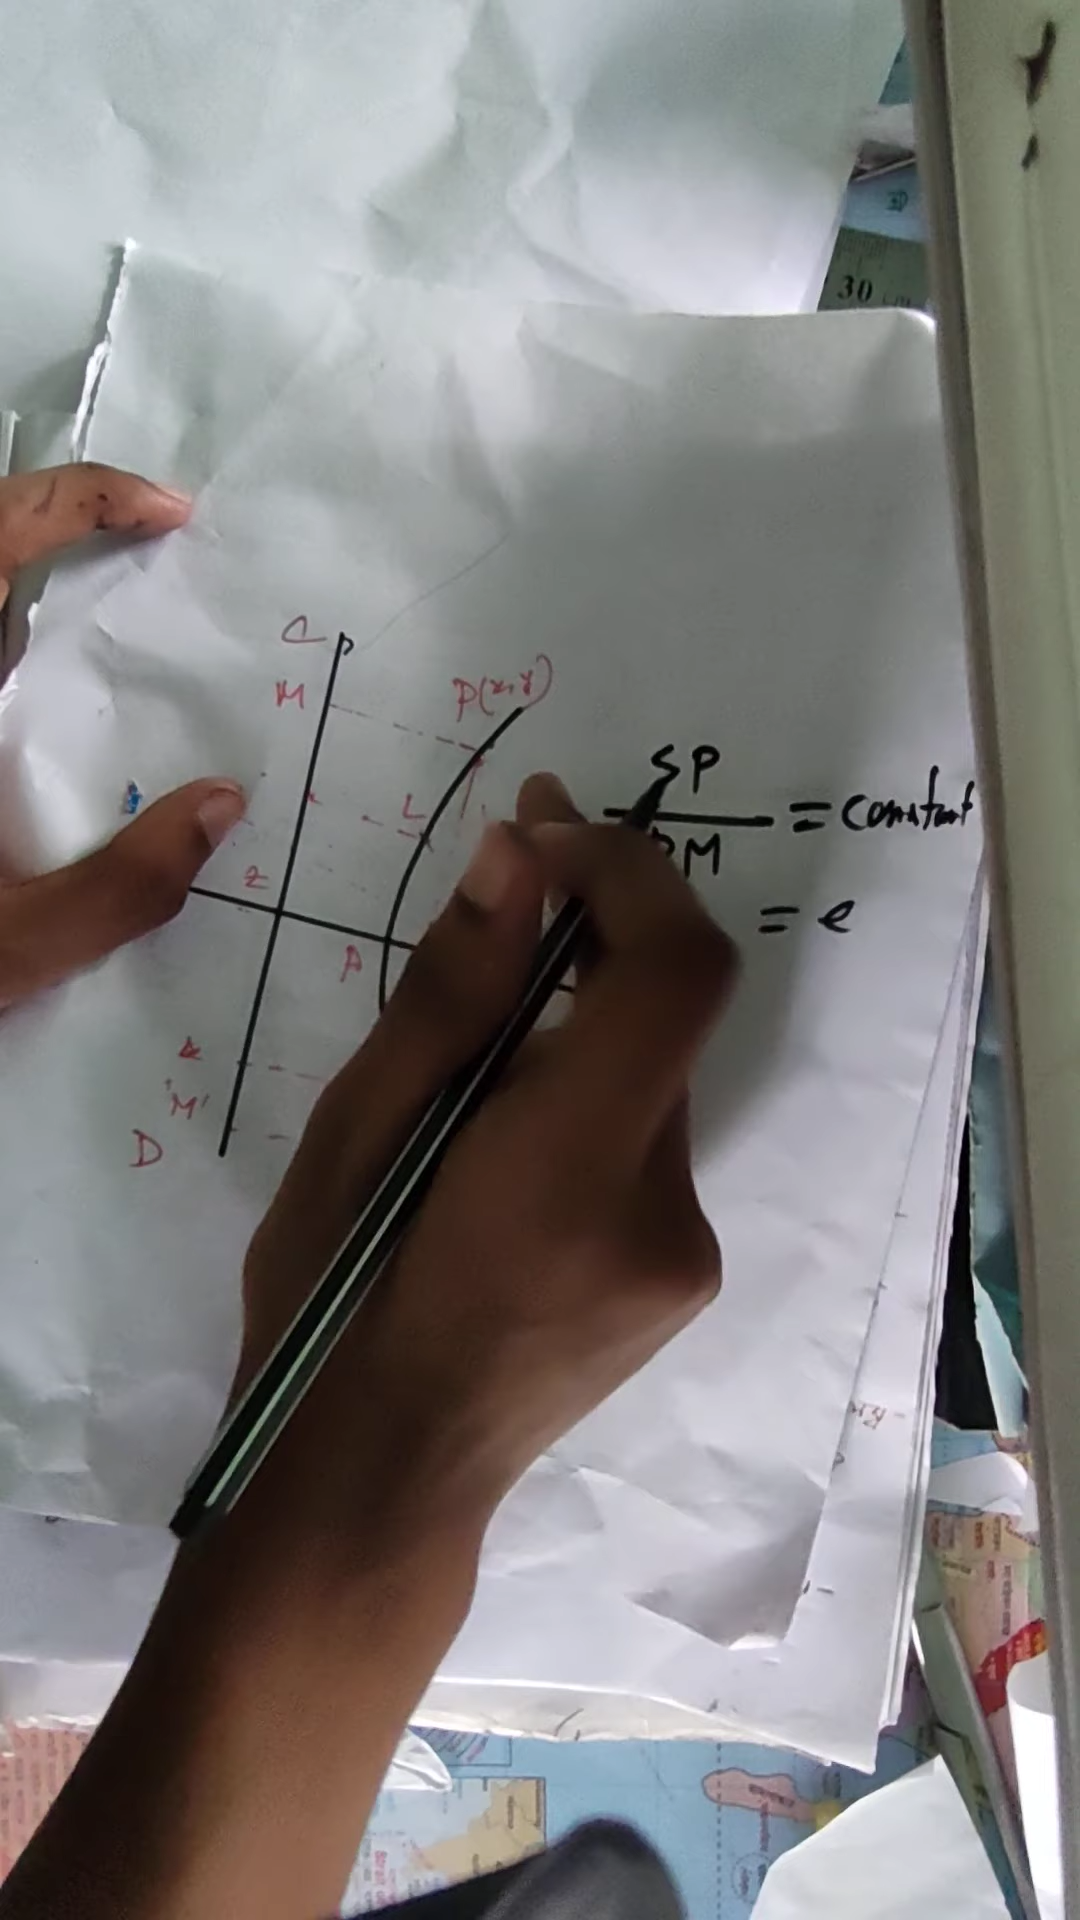 30
C
M
P(x,y)
L
SP
PM
= constant
= e
Z
A
M'
D